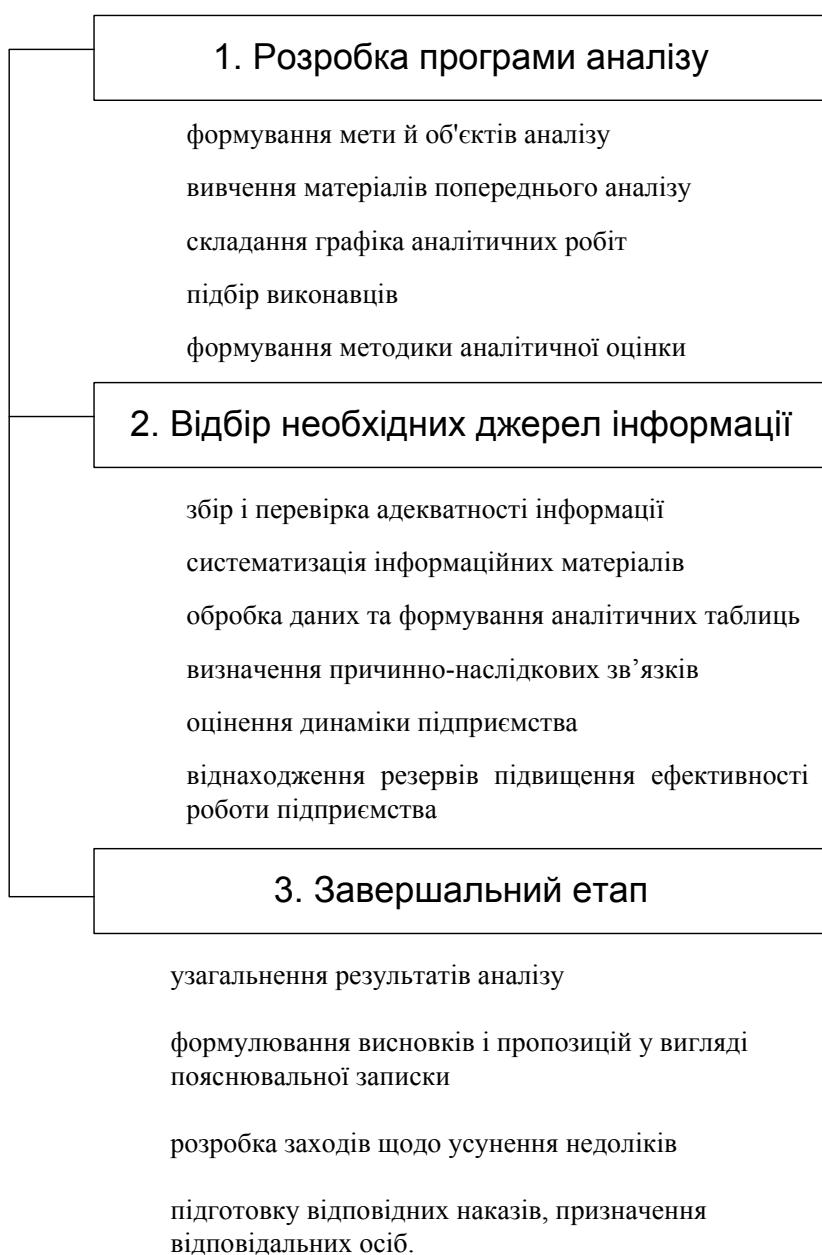 1. Розробка програми аналізу
формування мети й об'єктів аналізу
вивчення матеріалів попереднього аналізу
складання графіка аналітичних робіт
підбір виконавців
формування методики аналітичної оцінки
2. Відбір необхідних джерел інформації
збір і перевірка адекватності інформації
систематизація інформаційних матеріалів
обробка даних та формування аналітичних таблиць
визначення причинно-наслідкових зв’язків
оцінення динаміки підприємства
віднаходження резервів підвищення ефективності
роботи підприємства
3. Завершальний етап
узагальнення результатів аналізу
формулювання висновків і пропозицій у вигляді
пояснювальної записки
розробка заходів щодо усунення недоліків
підготовку відповідних наказів, призначення
відповідальних осіб.